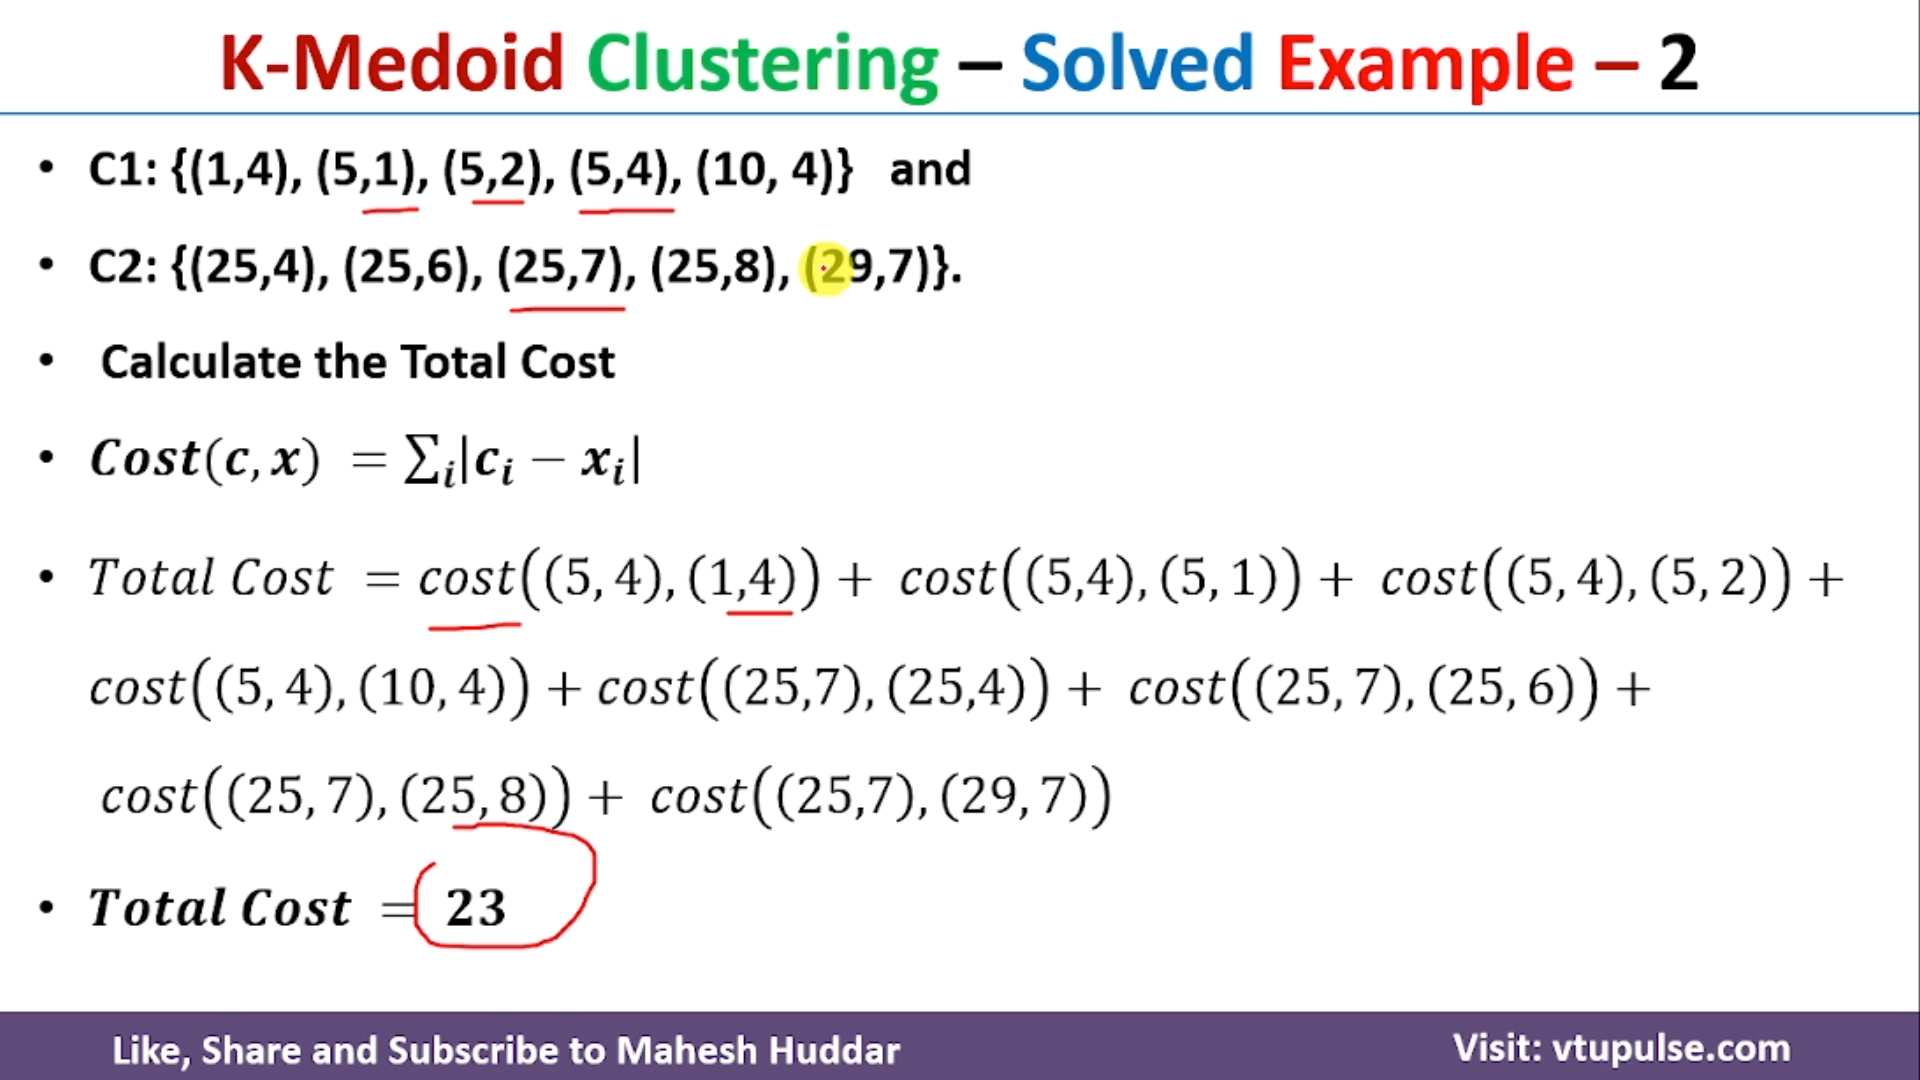 K-Medoid Clustering – Solved Example – 2
• C1: {(1,4), (5,1), (5,2), (5,4), (10, 4)} and
• C2: {(25,4), (25,6), (25,7), (25,8), (29,7)}.
• Calculate the Total Cost
• Cost(c, x) = ∑ᵢ|cᵢ − xᵢ|
• Total Cost = cost((5, 4), (1,4)) + cost((5,4), (5, 1)) + cost((5, 4), (5, 2)) +
cost((5, 4), (10, 4)) + cost((25,7), (25,4)) + cost((25, 7), (25, 6)) +
cost((25, 7), (25, 8)) + cost((25,7), (29, 7))
• Total Cost = 23
Like, Share and Subscribe to Mahesh Huddar
Visit: vtupulse.com